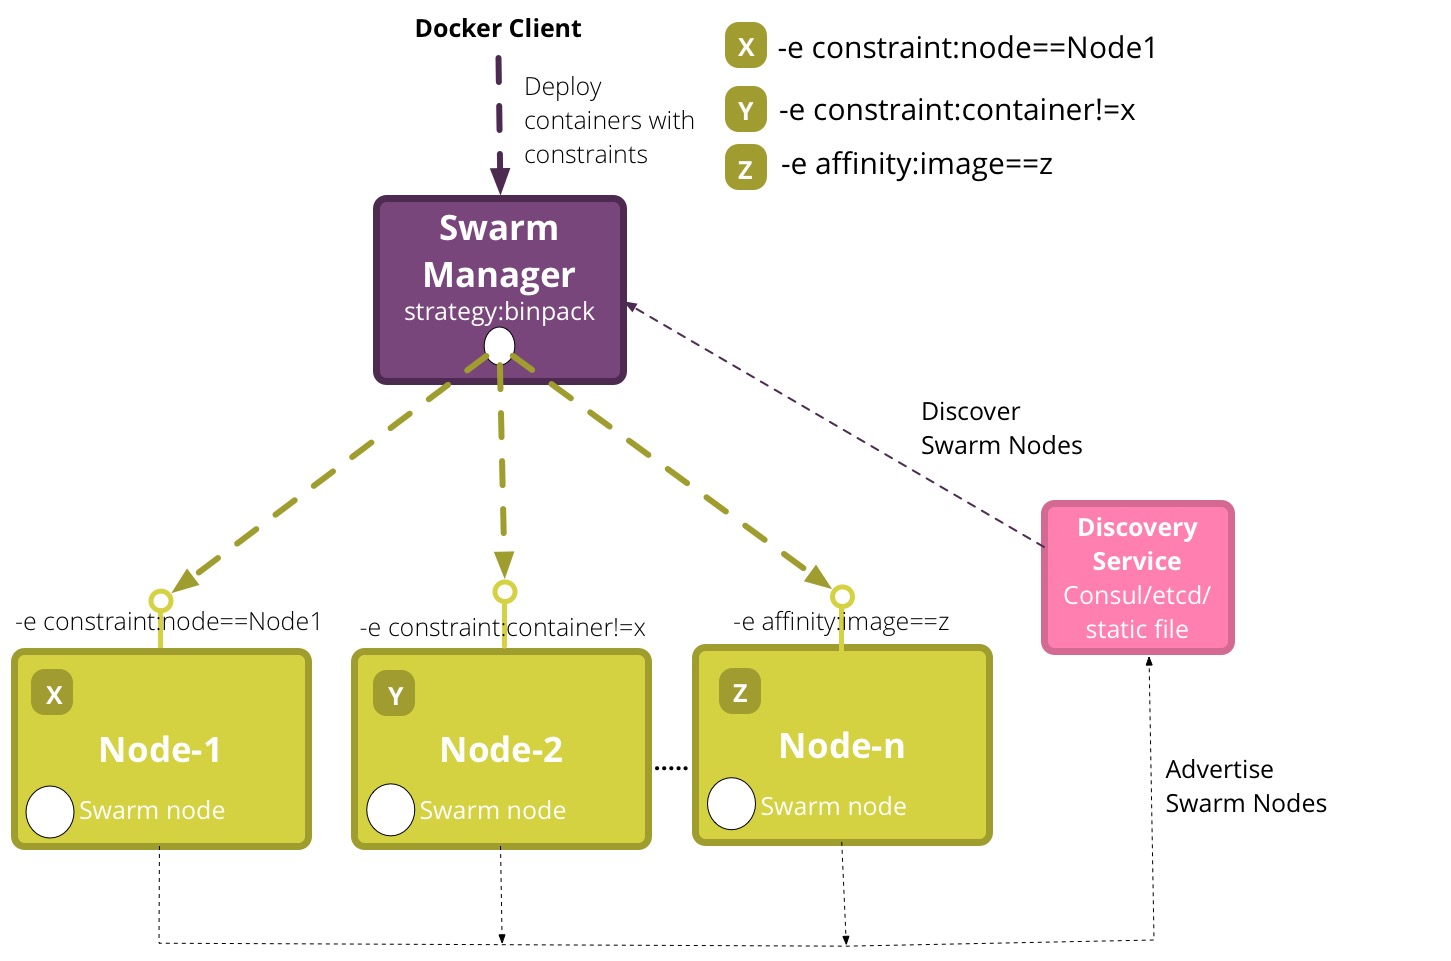 Docker Client
Deploy
containers with
constraints
X -e constraint:node==Node1
Y -e constraint:container!=x
Z -e affinity:image==z
Swarm
Manager
strategy:binpack
Discover
Swarm Nodes
Discovery
Service
Consul/etcd/
static file
-e constraint:node==Node1
-e constraint:container!=x
-e affinity:image==z
X
Node-1
Swarm node
Y
Node-2
Swarm node
.....
Z
Node-n
Swarm node
Advertise
Swarm Nodes